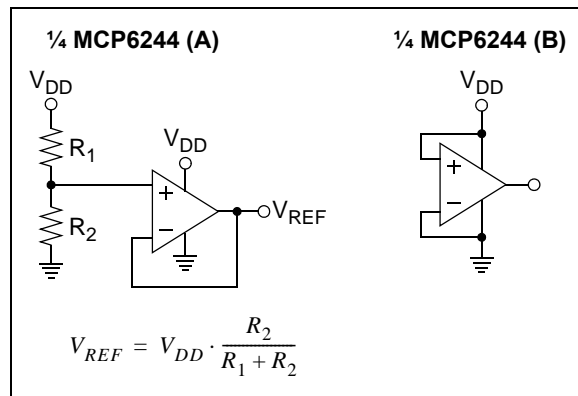 ¼ MCP6244 (A)
¼ MCP6244 (B)
V_DD
V_DD
R_1
V_DD
+
−
V_REF
R_2
+
−
V_REF = V_DD · R_2 / (R_1 + R_2)